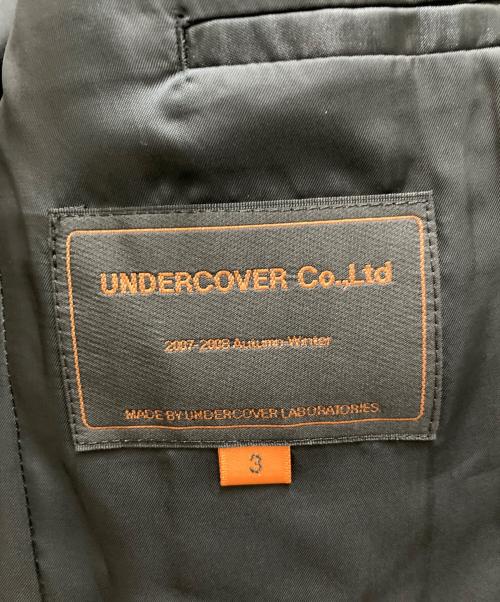 UNDERCOVER Co.,Ltd
2007-2008 Autumn-Winter
MADE BY UNDERCOVER LABORATORIES
3